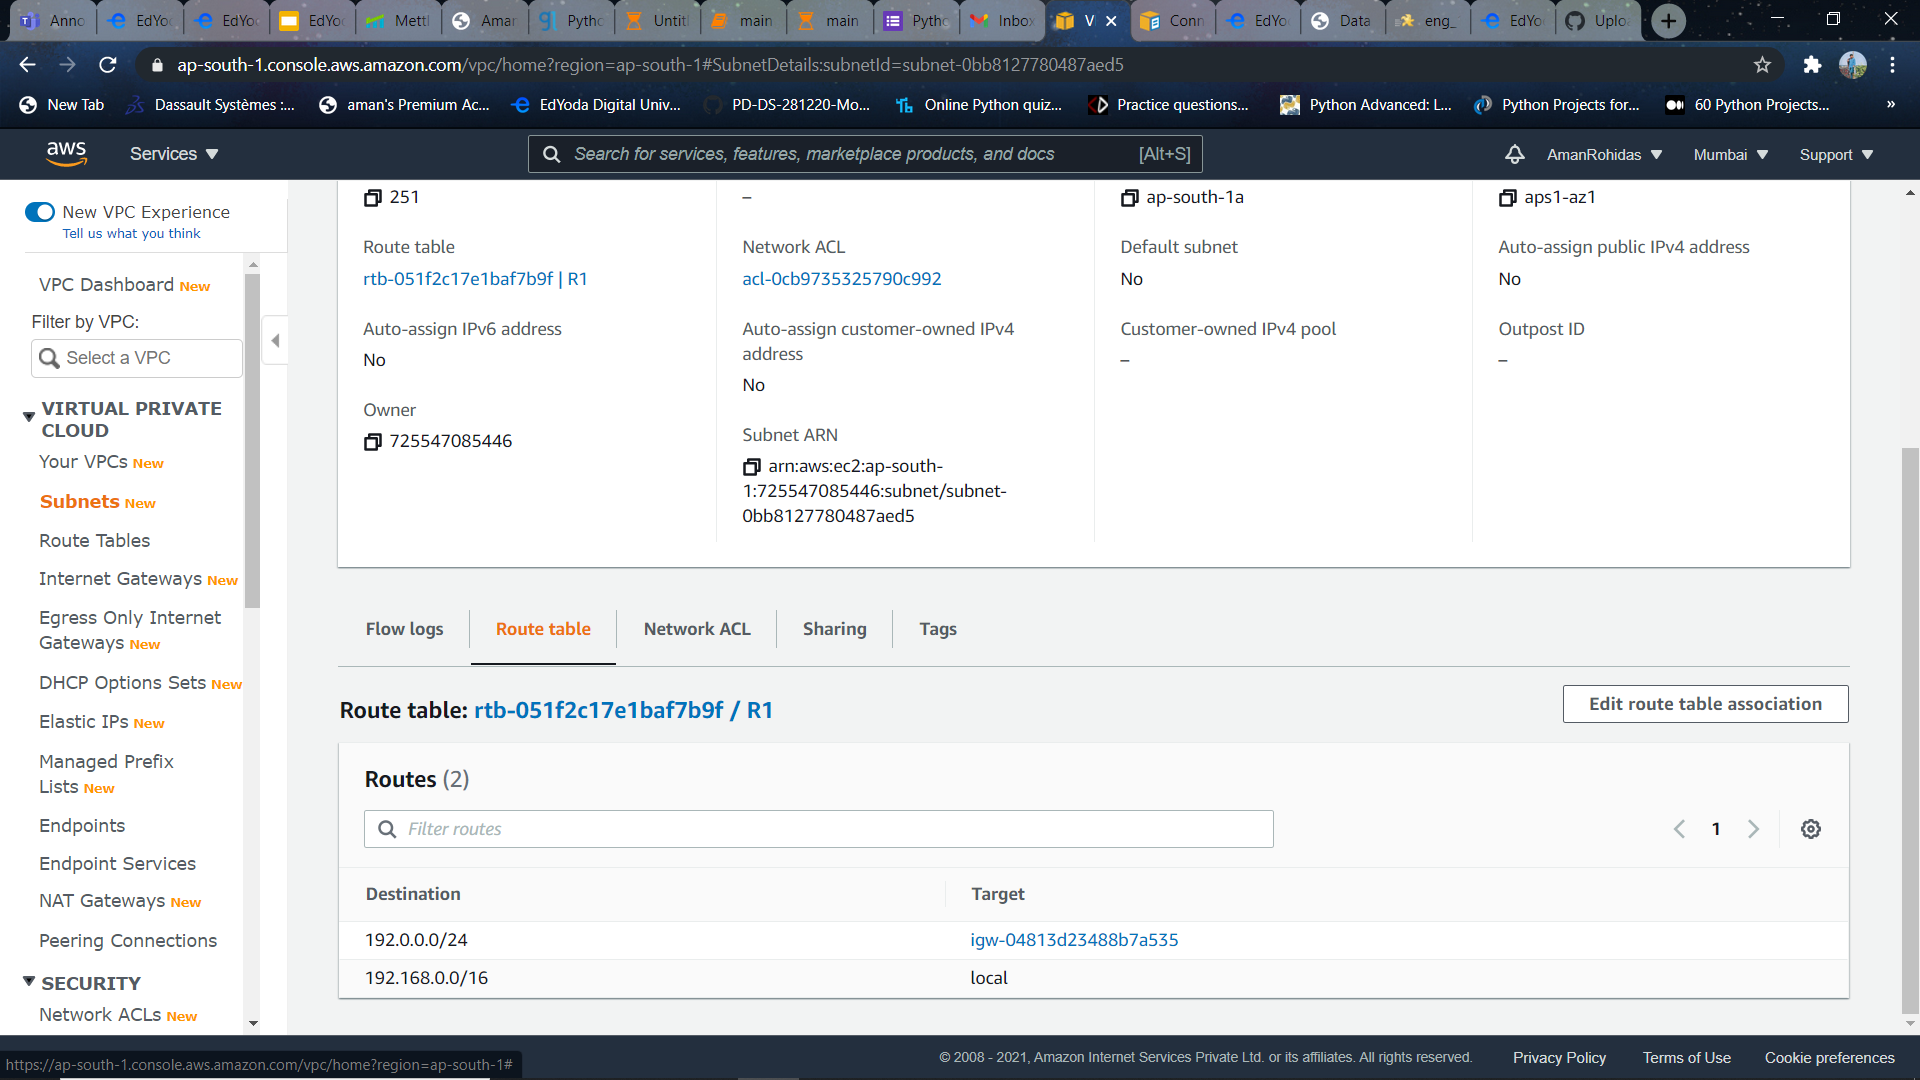 Anno
EdYo
EdYo
EdYo
Mettl
Aman
Pytho
Untitl
main
main
Pytho
Inbox
V
Conn
EdYo
Data
eng_
EdYo
Uplo
ap-south-1.console.aws.amazon.com/vpc/home?region=ap-south-1#SubnetDetails:subnetId=subnet-0bb8127780487aed5
New Tab
Dassault Systèmes :...
aman's Premium Ac...
EdYoda Digital Univ...
PD-DS-281220-Mo...
Online Python quiz...
Practice questions...
Python Advanced: L...
Python Projects for...
60 Python Projects...
»
aws
Services
Search for services, features, marketplace products, and docs
[Alt+S]
AmanRohidas
Mumbai
Support
New VPC Experience
Tell us what you think
VPC Dashboard New
Filter by VPC:
Select a VPC
VIRTUAL PRIVATE
CLOUD
Your VPCs New
Subnets New
Route Tables
Internet Gateways New
Egress Only Internet
Gateways New
DHCP Options Sets New
Elastic IPs New
Managed Prefix
Lists New
Endpoints
Endpoint Services
NAT Gateways New
Peering Connections
SECURITY
Network ACLs New
251
–
ap-south-1a
aps1-az1
Route table
rtb-051f2c17e1baf7b9f | R1
Network ACL
acl-0cb9735325790c992
Default subnet
No
Auto-assign public IPv4 address
No
Auto-assign IPv6 address
No
Auto-assign customer-owned IPv4
address
No
Customer-owned IPv4 pool
–
Outpost ID
–
Owner
725547085446
Subnet ARN
arn:aws:ec2:ap-south-
1:725547085446:subnet/subnet-
0bb8127780487aed5
Flow logs
Route table
Network ACL
Sharing
Tags
Route table: rtb-051f2c17e1baf7b9f / R1
Edit route table association
Routes (2)
Filter routes
1
Destination
Target
192.0.0.0/24
igw-04813d23488b7a535
192.168.0.0/16
local
https://ap-south-1.console.aws.amazon.com/vpc/home?region=ap-south-1#
© 2008 - 2021, Amazon Internet Services Private Ltd. or its affiliates. All rights reserved.
Privacy Policy
Terms of Use
Cookie preferences